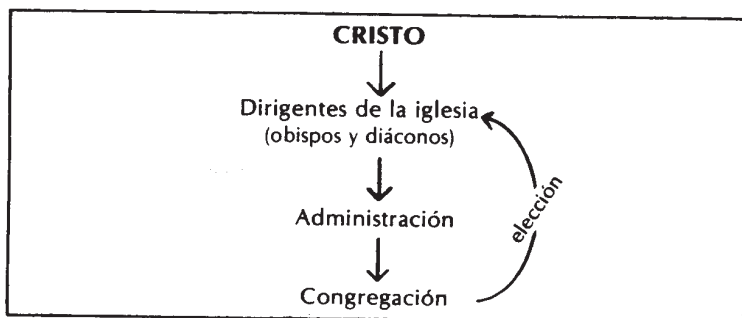 CRISTO
Dirigentes de la iglesia
(obispos y diáconos)
Administración
elección
Congregación